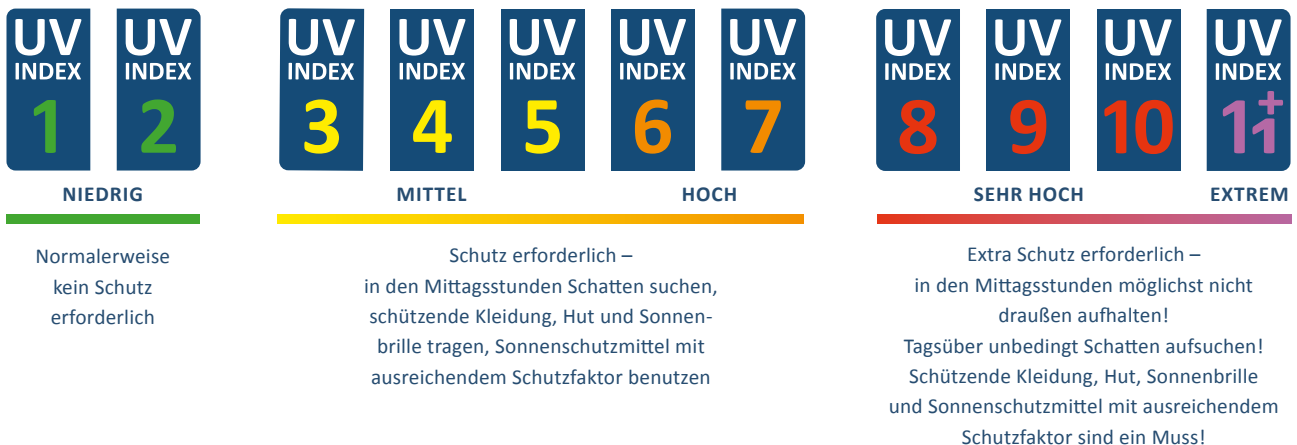 UV INDEX 1
UV INDEX 2
NIEDRIG
Normalerweise
kein Schutz
erforderlich
UV INDEX 3
UV INDEX 4
UV INDEX 5
UV INDEX 6
UV INDEX 7
MITTEL
HOCH
Schutz erforderlich –
in den Mittagsstunden Schatten suchen,
schützende Kleidung, Hut und Sonnen-
brille tragen, Sonnenschutzmittel mit
ausreichendem Schutzfaktor benutzen
UV INDEX 8
UV INDEX 9
UV INDEX 10
UV INDEX 11+
SEHR HOCH
EXTREM
Extra Schutz erforderlich –
in den Mittagsstunden möglichst nicht
draußen aufhalten!
Tagsüber unbedingt Schatten aufsuchen!
Schützende Kleidung, Hut, Sonnenbrille
und Sonnenschutzmittel mit ausreichendem
Schutzfaktor sind ein Muss!